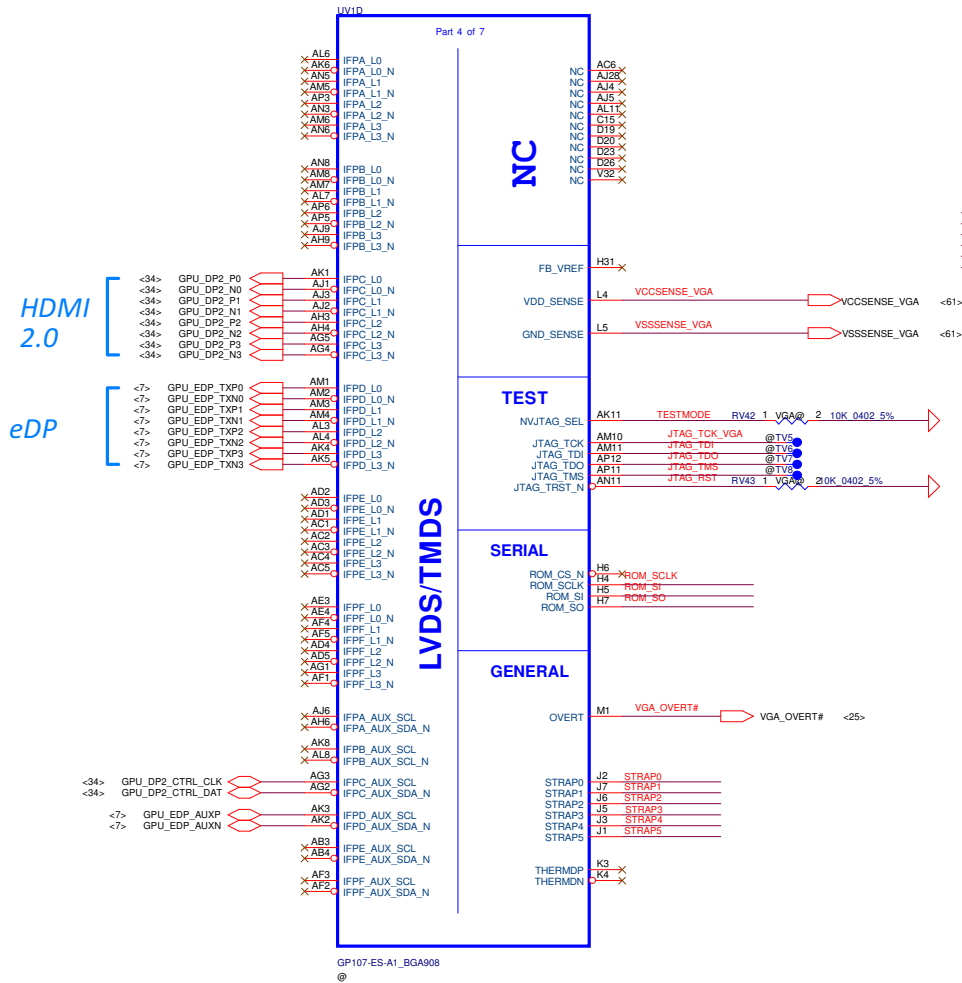 UV1D
Part 4 of 7
AL6 IFPA_L0
AK6 IFPA_L0_N
AN5 IFPA_L1
AM5 IFPA_L1_N
AP3 IFPA_L2
AN3 IFPA_L2_N
AM6 IFPA_L3
AN6 IFPA_L3_N
AN8 IFPB_L0
AM8 IFPB_L0_N
AM7 IFPB_L1
AL7 IFPB_L1_N
AP6 IFPB_L2
AP5 IFPB_L2_N
AJ9 IFPB_L3
AH9 IFPB_L3_N
HDMI
2.0
<34> GPU_DP2_P0 AK1 IFPC_L0
<34> GPU_DP2_N0 AJ1 IFPC_L0_N
<34> GPU_DP2_P1 AJ3 IFPC_L1
<34> GPU_DP2_N1 AJ2 IFPC_L1_N
<34> GPU_DP2_P2 AH3 IFPC_L2
<34> GPU_DP2_N2 AH4 IFPC_L2_N
<34> GPU_DP2_P3 AG5 IFPC_L3
<34> GPU_DP2_N3 AG4 IFPC_L3_N
eDP
<7> GPU_EDP_TXP0 AM1 IFPD_L0
<7> GPU_EDP_TXN0 AM2 IFPD_L0_N
<7> GPU_EDP_TXP1 AM3 IFPD_L1
<7> GPU_EDP_TXN1 AM4 IFPD_L1_N
<7> GPU_EDP_TXP2 AL3 IFPD_L2
<7> GPU_EDP_TXN2 AL4 IFPD_L2_N
<7> GPU_EDP_TXP3 AK4 IFPD_L3
<7> GPU_EDP_TXN3 AK5 IFPD_L3_N
AD2 IFPE_L0
AD3 IFPE_L0_N
AD1 IFPE_L1
AC1 IFPE_L1_N
AC2 IFPE_L2
AC3 IFPE_L2_N
AC4 IFPE_L3
AC5 IFPE_L3_N
AE3 IFPF_L0
AE4 IFPF_L0_N
AF4 IFPF_L1
AF5 IFPF_L1_N
AD4 IFPF_L2
AD5 IFPF_L2_N
AG1 IFPF_L3
AF1 IFPF_L3_N
AJ6 IFPA_AUX_SCL
AH6 IFPA_AUX_SDA_N
AK8 IFPB_AUX_SCL
AL8 IFPB_AUX_SDA_N
<34> GPU_DP2_CTRL_CLK AG3 IFPC_AUX_SCL
<34> GPU_DP2_CTRL_DAT AG2 IFPC_AUX_SDA_N
<7> GPU_EDP_AUXP AK3 IFPD_AUX_SCL
<7> GPU_EDP_AUXN AK2 IFPD_AUX_SDA_N
AB3 IFPE_AUX_SCL
AB4 IFPE_AUX_SDA_N
AF3 IFPF_AUX_SCL
AF2 IFPF_AUX_SDA_N
LVDS/TMDS
NC
NC AC6
NC AJ28
NC AJ4
NC AJ5
NC AL11
NC C15
NC D19
NC D20
NC D23
NC D26
NC V32
FB_VREF H31
VDD_SENSE L4 VCCSENSE_VGA VCCSENSE_VGA <61>
GND_SENSE L5 VSSSENSE_VGA VSSSENSE_VGA <61>
TEST
NVJTAG_SEL AK11 TESTMODE RV42 1 VGA@ 2 10K_0402_5%
JTAG_TCK AM10 JTAG_TCK_VGA @TV5
JTAG_TDI AM11 JTAG_TDI @TV6
JTAG_TDO AP12 JTAG_TDO @TV7
JTAG_TMS AP11 JTAG_TMS @TV8
JTAG_TRST_N AN11 JTAG_RST RV43 1 VGA@ 2 10K_0402_5%
SERIAL
ROM_CS_N H6
ROM_SCLK H4 ROM_SCLK
ROM_SI H5 ROM_SI
ROM_SO H7 ROM_SO
GENERAL
OVERT M1 VGA_OVERT# VGA_OVERT# <25>
STRAP0 J2 STRAP0
STRAP1 J7 STRAP1
STRAP2 J6 STRAP2
STRAP3 J5 STRAP3
STRAP4 J3 STRAP4
STRAP5 J1 STRAP5
THERMDP K3
THERMDN K4
GP107-ES-A1_BGA908
@